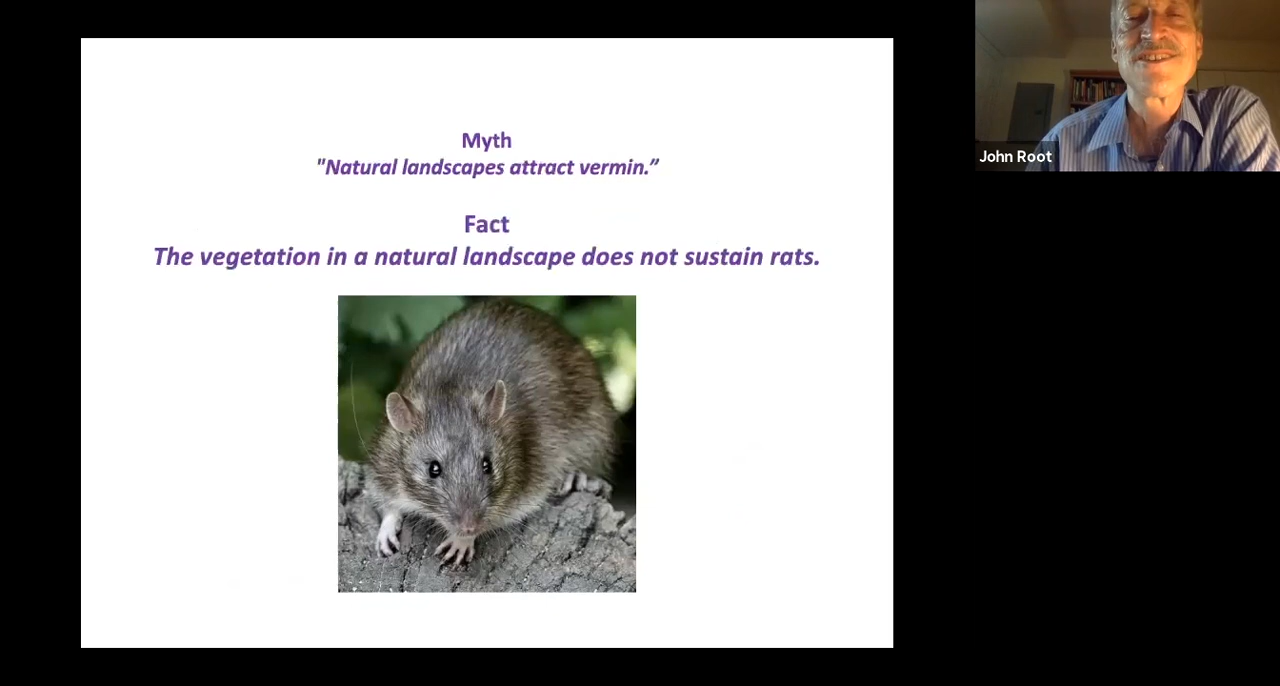 Myth
"Natural landscapes attract vermin.”
Fact
The vegetation in a natural landscape does not sustain rats.
John Root